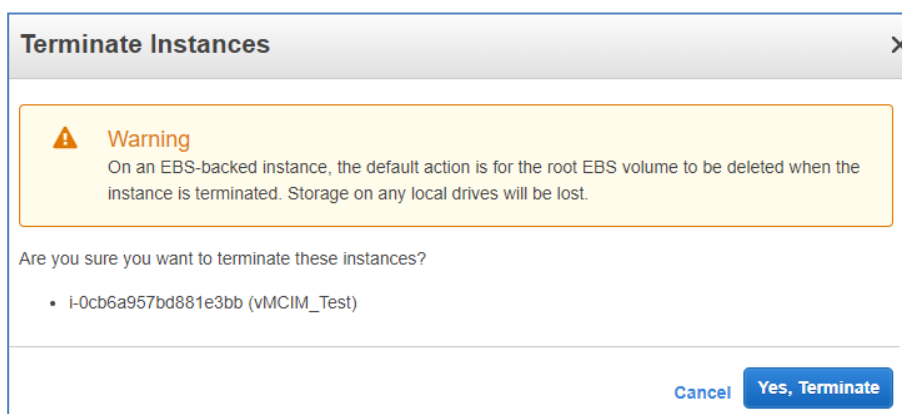 Terminate Instances
Warning
On an EBS-backed instance, the default action is for the root EBS volume to be deleted when the
instance is terminated. Storage on any local drives will be lost.
Are you sure you want to terminate these instances?
• i-0cb6a957bd881e3bb (vMCIM_Test)
Cancel Yes, Terminate